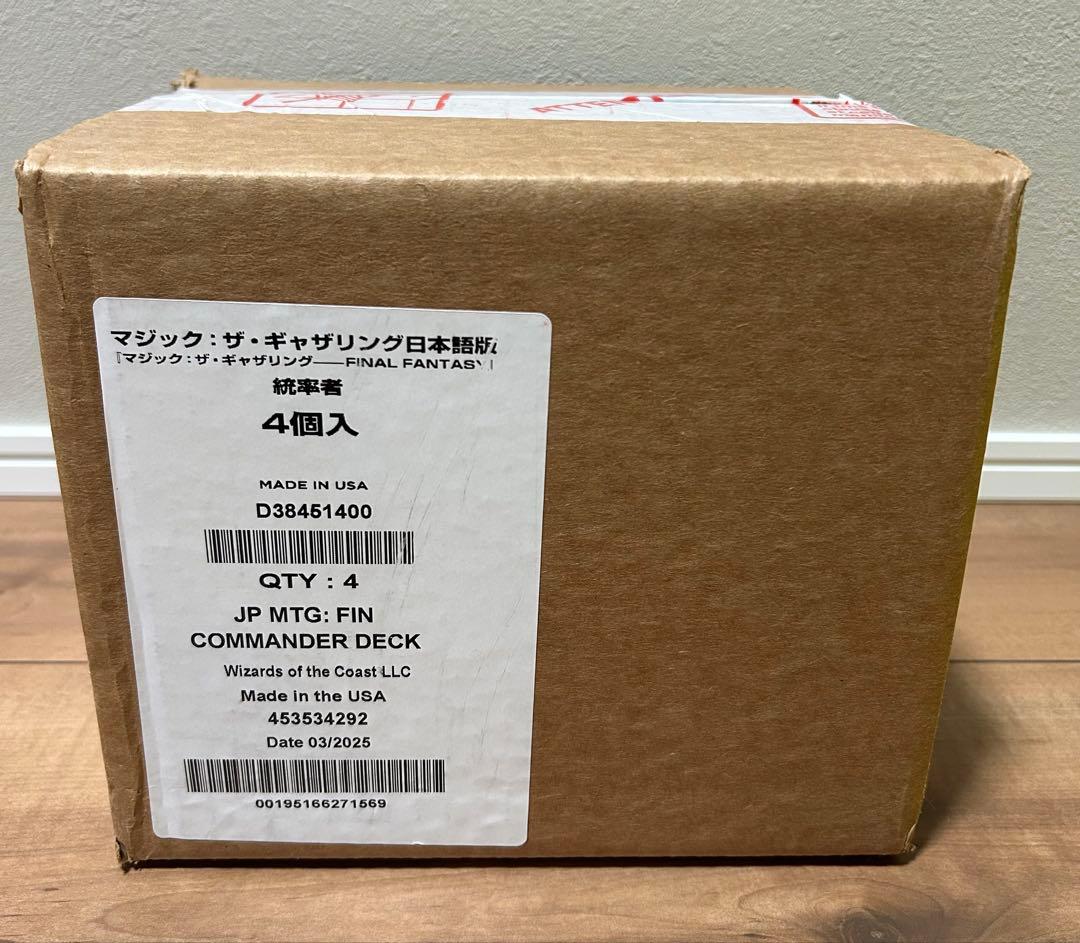 ATTEN
マジック：ザ・ギャザリング日本語版
『マジック：ザ・ギャザリング——FINAL FANTASY』
統率者
4個入
MADE IN USA
D38451400
QTY : 4
JP MTG: FIN
COMMANDER DECK
Wizards of the Coast LLC
Made in the USA
453534292
Date 03/2025
00195166271569